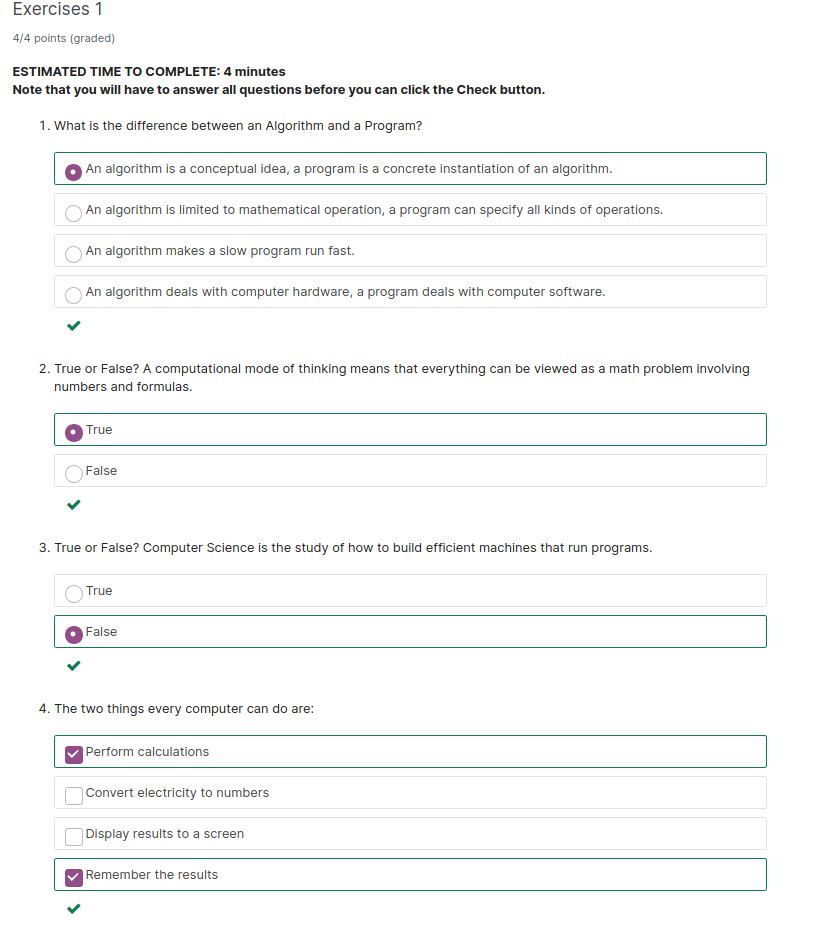 Exercises 1
4/4 points (graded)
ESTIMATED TIME TO COMPLETE: 4 minutes
Note that you will have to answer all questions before you can click the Check button.
1. What is the difference between an Algorithm and a Program?
An algorithm is a conceptual idea, a program is a concrete instantiation of an algorithm.
An algorithm is limited to mathematical operation, a program can specify all kinds of operations.
An algorithm makes a slow program run fast.
An algorithm deals with computer hardware, a program deals with computer software.
2. True or False? A computational mode of thinking means that everything can be viewed as a math problem involving
numbers and formulas.
True
False
3. True or False? Computer Science is the study of how to build efficient machines that run programs.
True
False
4. The two things every computer can do are:
Perform calculations
Convert electricity to numbers
Display results to a screen
Remember the results